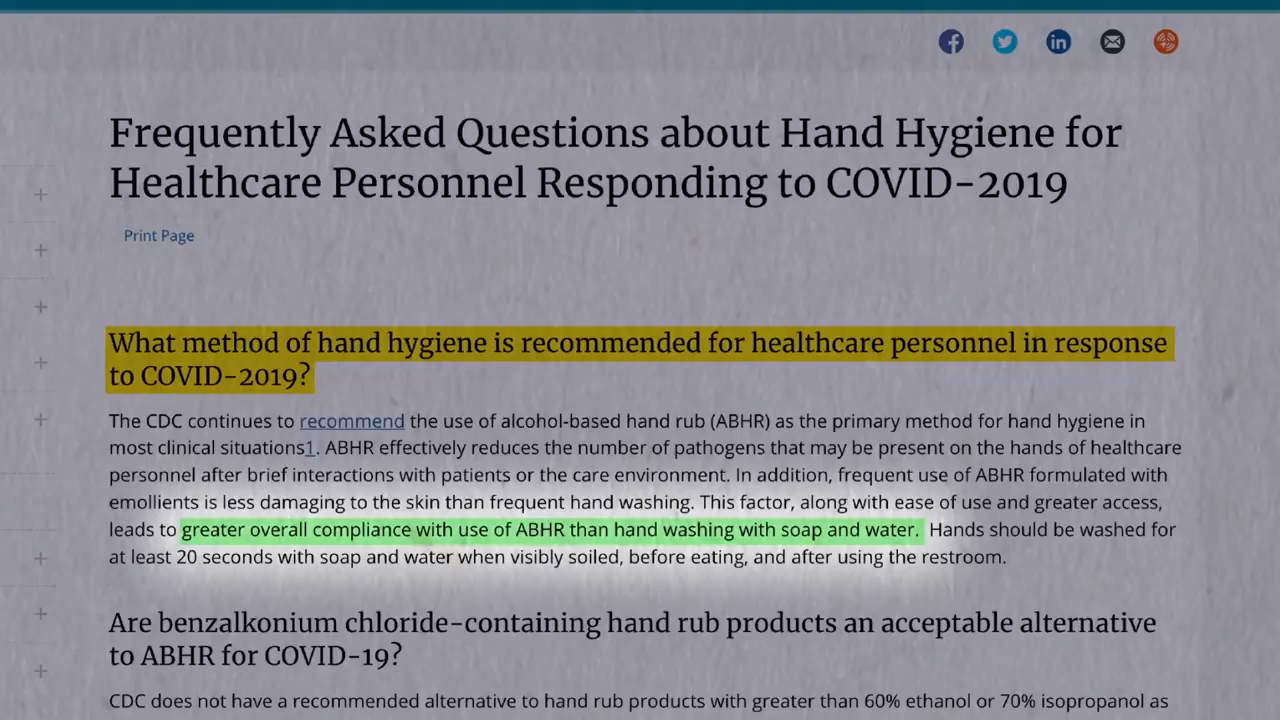 Frequently Asked Questions about Hand Hygiene for
Healthcare Personnel Responding to COVID-2019
Print Page
What method of hand hygiene is recommended for healthcare personnel in response
to COVID-2019?
The CDC continues to recommend the use of alcohol-based hand rub (ABHR) as the primary method for hand hygiene in
most clinical situations1. ABHR effectively reduces the number of pathogens that may be present on the hands of healthcare
personnel after brief interactions with patients or the care environment. In addition, frequent use of ABHR formulated with
emollients is less damaging to the skin than frequent hand washing. This factor, along with ease of use and greater access,
leads to greater overall compliance with use of ABHR than hand washing with soap and water. Hands should be washed for
at least 20 seconds with soap and water when visibly soiled, before eating, and after using the restroom.
Are benzalkonium chloride-containing hand rub products an acceptable alternative
to ABHR for COVID-19?
CDC does not have a recommended alternative to hand rub products with greater than 60% ethanol or 70% isopropanol as